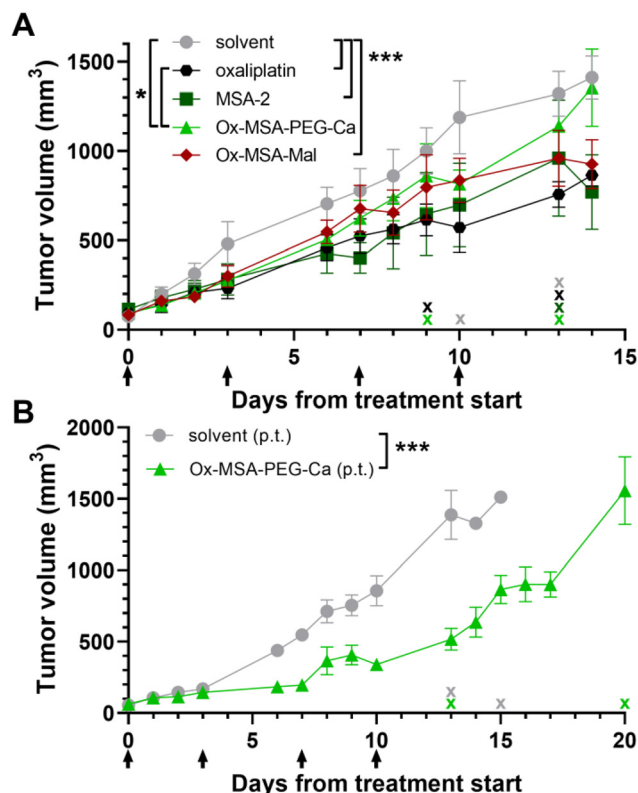 A
Tumor volume (mm³)
1500
1000
500
0
solvent
oxaliplatin
MSA-2
Ox-MSA-PEG-Ca
Ox-MSA-Mal
*
***
x
x x
x
x x x
0 5 10 15
Days from treatment start
B
Tumor volume (mm³)
2000
1500
1000
500
0
solvent (p.t.)
Ox-MSA-PEG-Ca (p.t.)
***
x
x x x
0 5 10 15 20
Days from treatment start